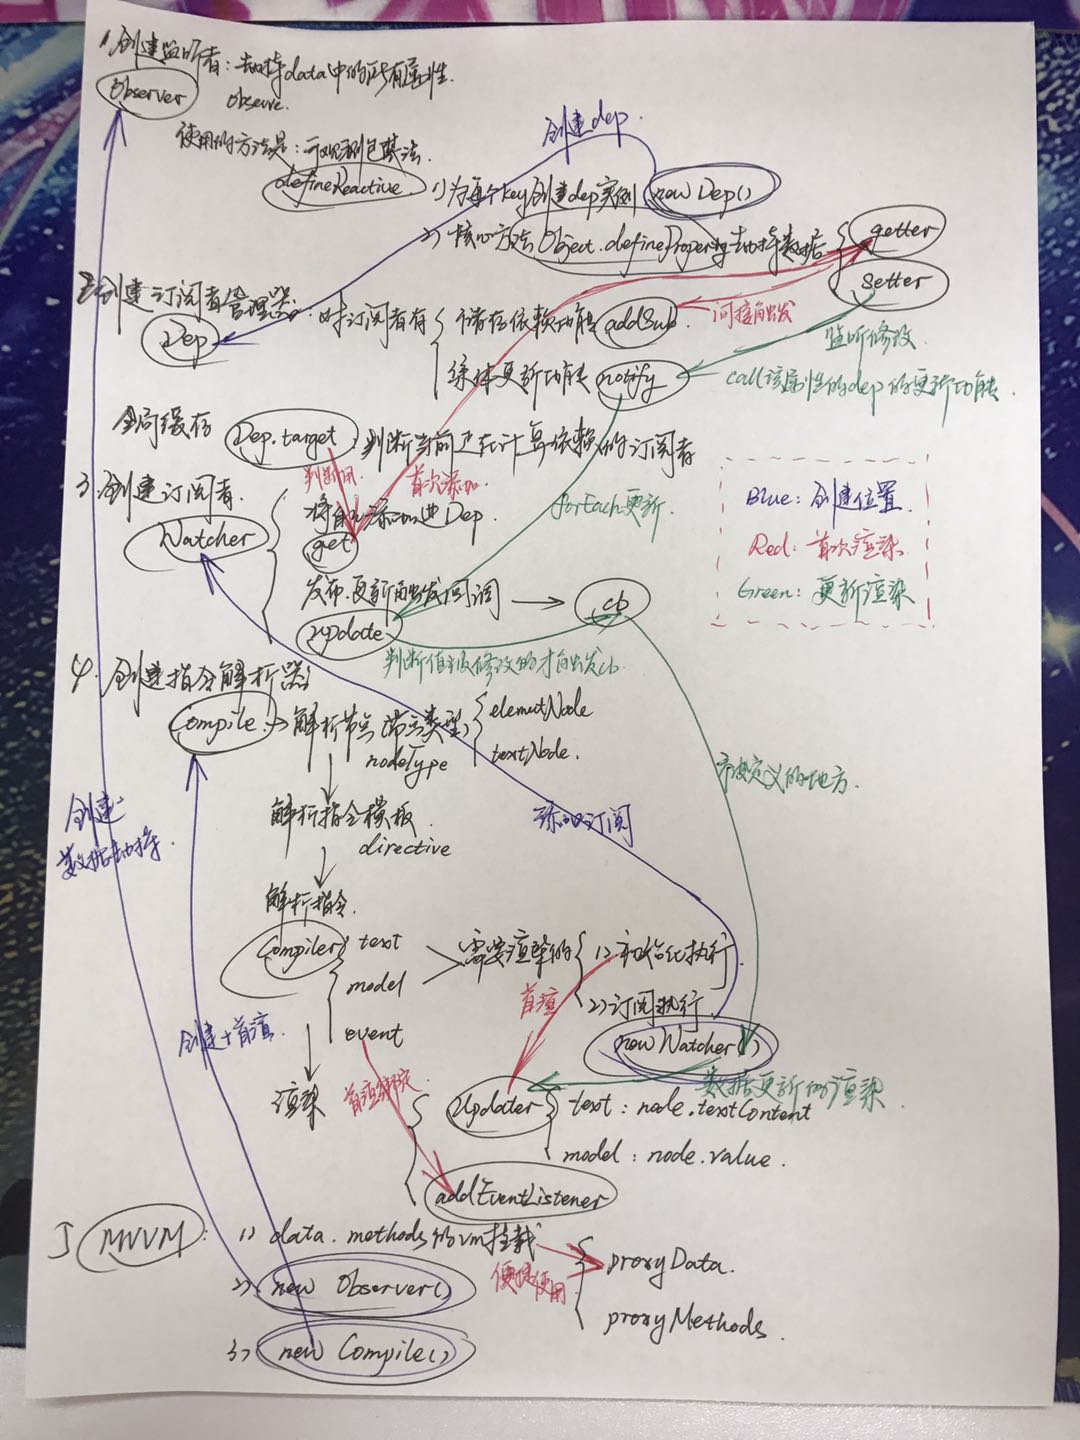 1.创建监听者：劫持data中的所有属性.
Observer
observe.
使用的方法是：可观测包装法.
创建dep
defineReactive
1)为每个key创建dep实例 new Dep()
2)核心方法 Object.defineProperty 劫持数据
getter
setter
2.创建订阅者管理器：对订阅者有
Dep
储存依赖功能 addSub
间接触发
监听修改.
更新功能 notify
call该属性的dep的更新功能.
全局缓存 Dep.target：判断当前正在计算依赖的订阅者
判断用.
首次添加.
3.创建订阅者.
Watcher
将自己添加进Dep.
get
forEach更新
Blue：创建位置.
Red：首次渲染
Green：更新渲染
发布.更新触发回调 → cb
update
判断值被修改的才触发cb.
4.创建指令解析器：
Compile → 解析节点
nodeType
elementNode
textNode.
cb定义的地方.
创建
数据劫持.
解析指令模板
directive
添加订阅
解析指令.
Compiler
text
model
event
需要渲染的
1)初始化执行
2)订阅执行
首渲
创建+首渲.
new Watcher()
数据更新的渲染
渲染
首渲绑定
Updater
text：node.textContent
model：node.value.
addEventListener
5 MVVM：
1) data.methods的vm挂载
便捷使用
proxyData.
proxyMethods.
2) new Observer()
3) new Compile()